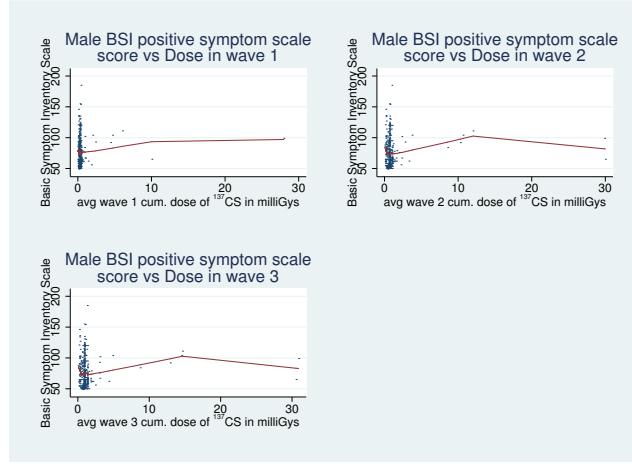 Male BSI positive symptom scale
score vs Dose in wave 1
Basic Symptom Inventory Scale
200
150
100
50
0
10
20
30
avg wave 1 cum. dose of ¹³⁷CS in milliGys
Male BSI positive symptom scale
score vs Dose in wave 2
Basic Symptom Inventory Scale
200
150
100
50
0
10
20
30
avg wave 2 cum. dose of ¹³⁷CS in milliGys
Male BSI positive symptom scale
score vs Dose in wave 3
Basic Symptom Inventory Scale
200
150
100
50
0
10
20
30
avg wave 3 cum. dose of ¹³⁷CS in milliGys